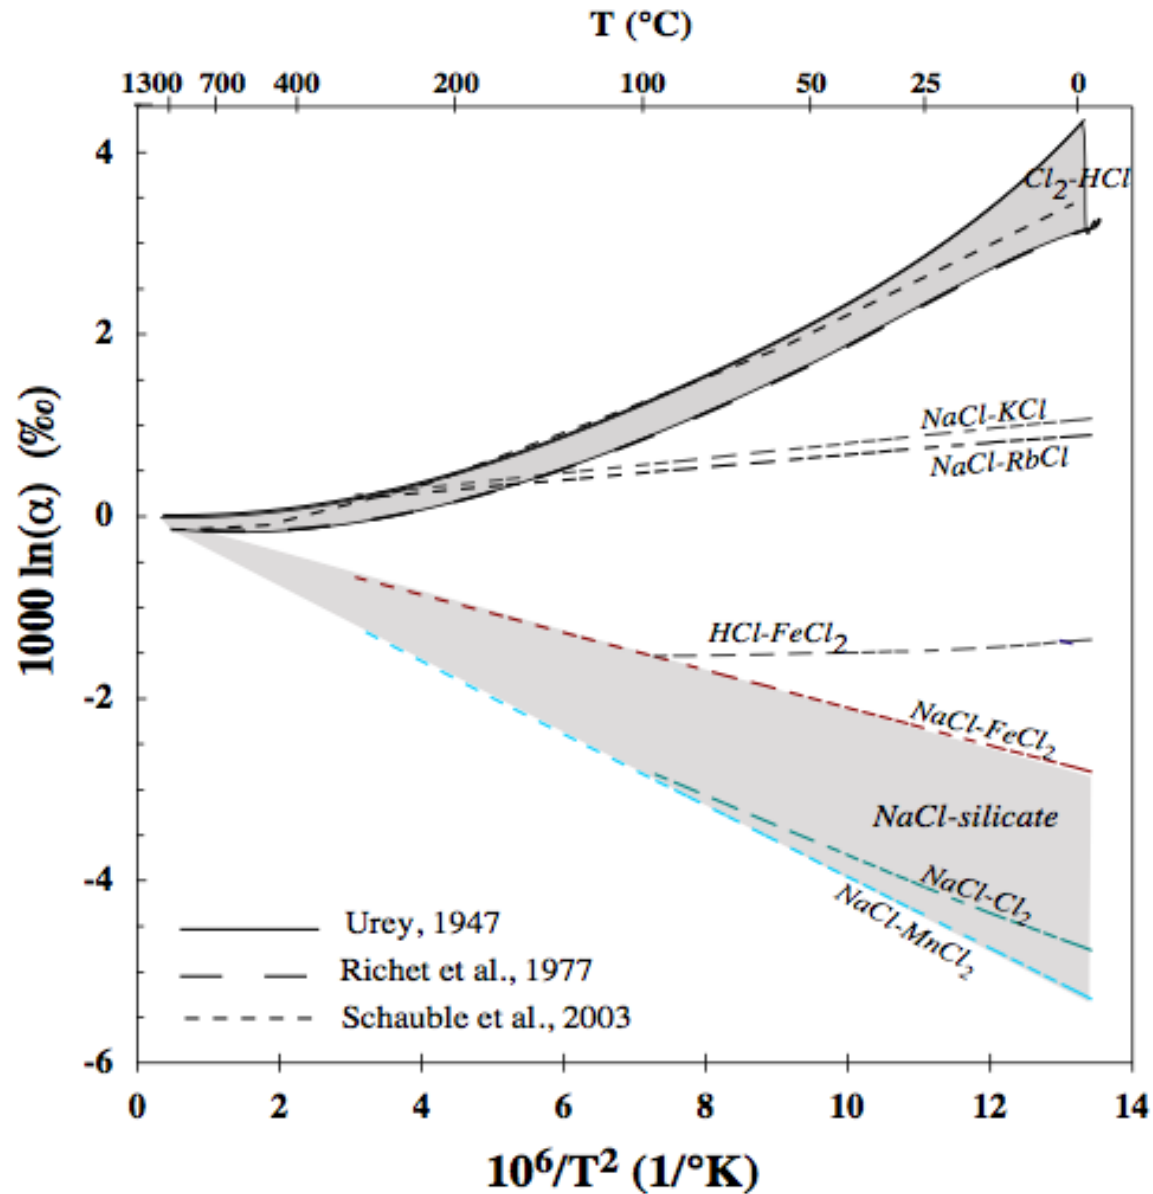 T (°C)
1300 700 400 200 100 50 25 0
4
2
0
-2
-4
-6
1000 ln(α) (‰)
Cl₂-HCl
NaCl-KCl
NaCl-RbCl
HCl-FeCl₂
NaCl-FeCl₂
NaCl-silicate
NaCl-Cl₂
NaCl-MnCl₂
Urey, 1947
Richet et al., 1977
Schauble et al., 2003
0 2 4 6 8 10 12 14
10⁶/T² (1/°K)